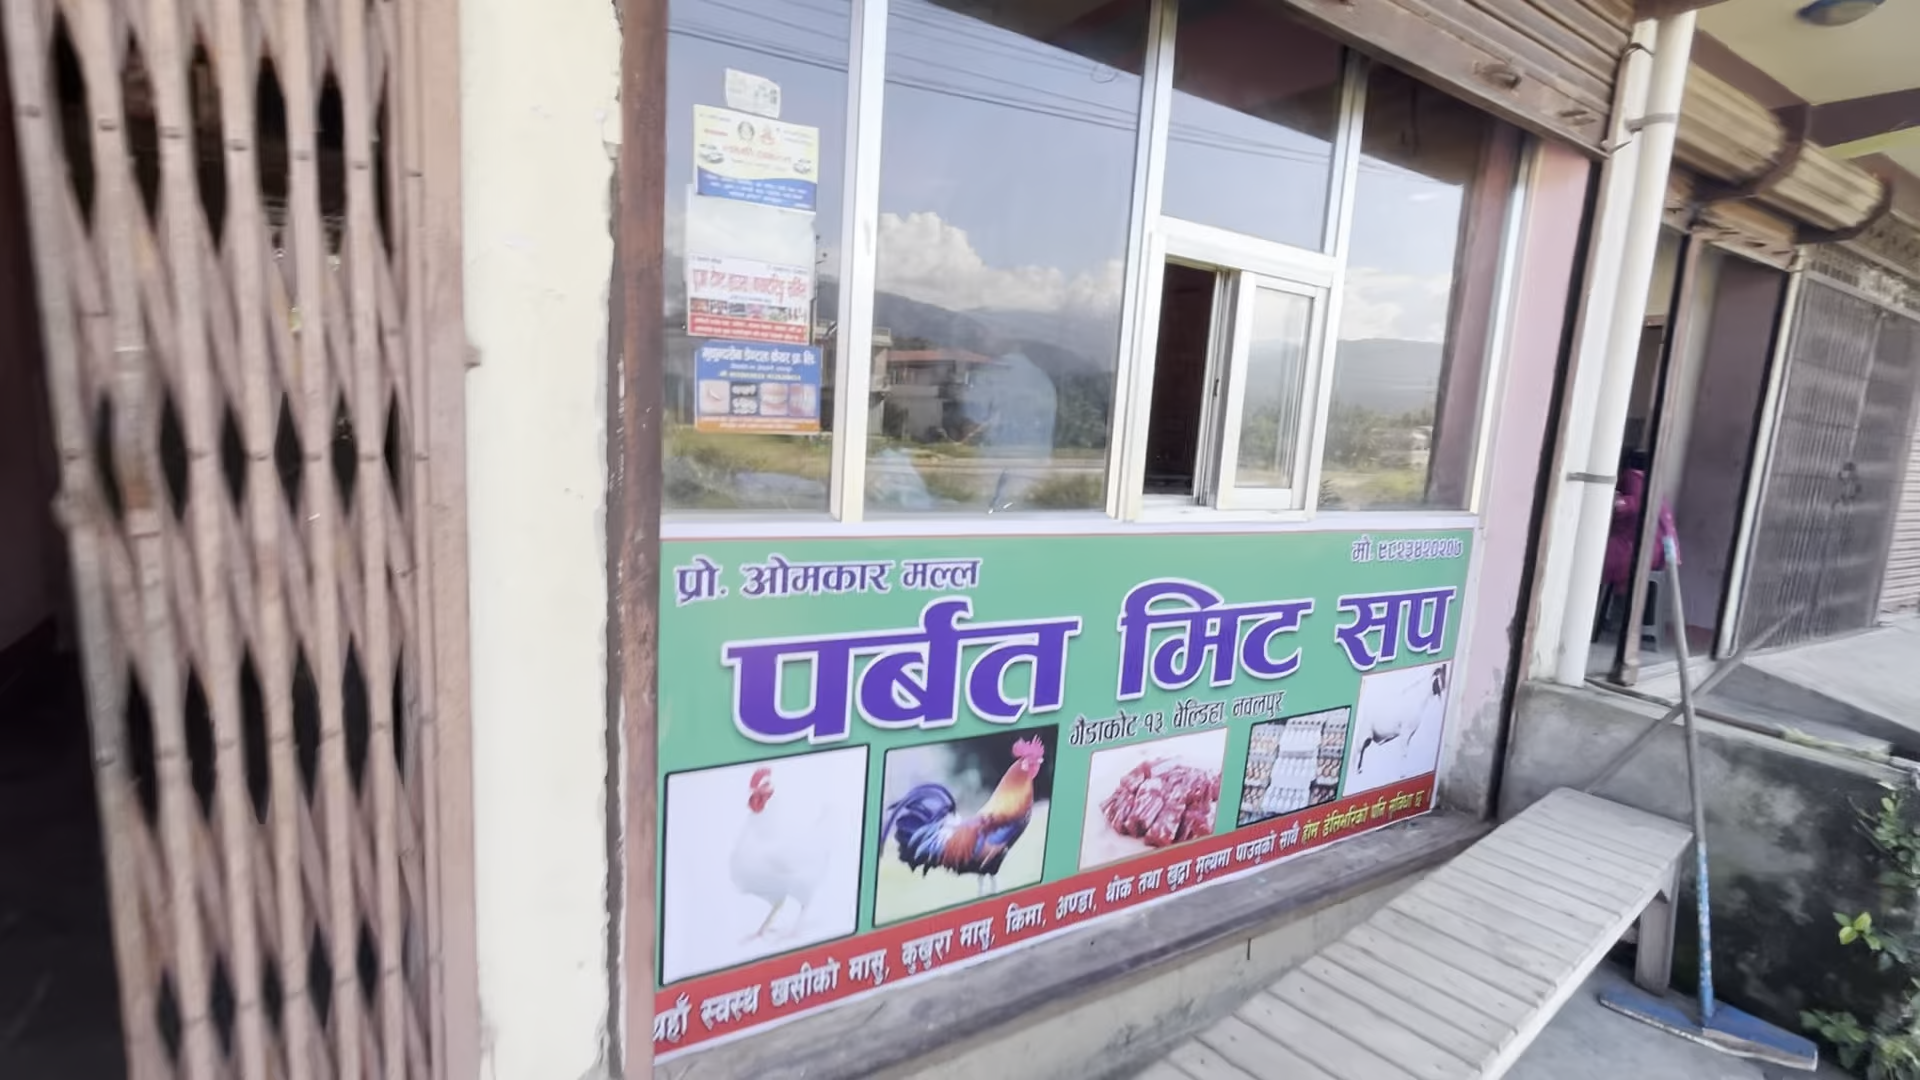 प्रो. ओमकार मल्ल
मो. ९८२३४२०२०७
पर्बत मिट सप
गैडाकोट १३, वेल्डिहा, नवलपुर
यहाँ स्वस्थ खसीको मासु, कुखुरा मासु, किमा, अण्डा, थोक तथा खुद्रा मुल्यमा पाउनुको साथै होम डेलिभरिको पनि सुबिधा छ ।